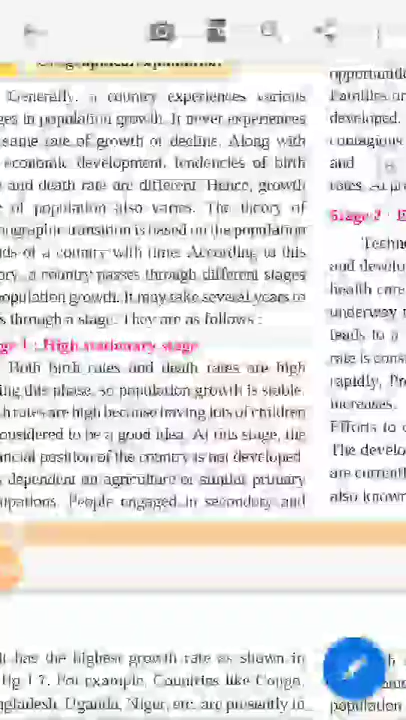 Generally, a country experiences various
ges in population growth. It never experiences
same rate of growth or decline. Along with
economic development, tendencies of birth
and death rate are different. Hence, growth
of population also varies. The theory of
ographic transition is based on the population
ds of a country with time. According to this
ory, a country passes through different stages
population growth. It may take several years to
s through a stage. They are as follows :
ge 1 : High stationary stage
Both birth rates and death rates are high
ing this phase, so population growth is stable.
h rates are high because having lots of children
onsidered to be a good idea. At this stage, the
ancial position of the country is not developed.
dependent on agriculture or similar primary
upations. People engaged in secondary and
t has the highest growth rate as shown in
fig 1.7. For example, Countries like Congo,
ngladesh, Uganda, Niger, etc. are presently in
opportuniti
Families ar
developed.
contagious
and
rates
Stage 2 : E
Techn
and develo
health care
underway
leads to a
rate is cons
rapidly.
increases.
Efforts to
The develo
are currentl
also known
population